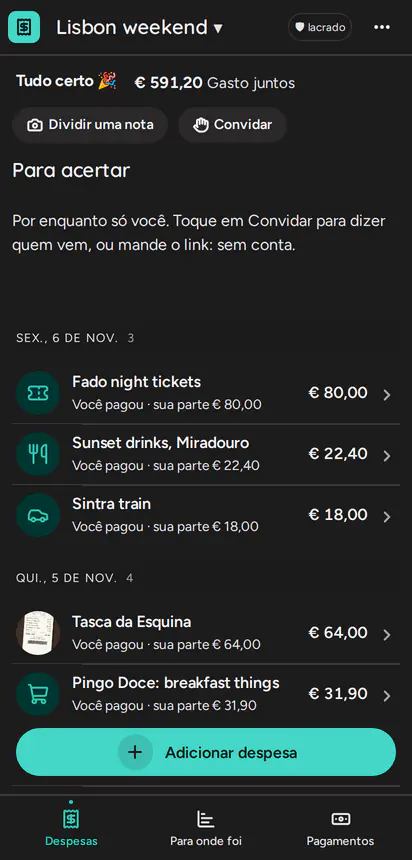 Lisbon weekend ▾
lacrado
Tudo certo 🎉 € 591,20 Gasto juntos
Dividir uma nota
Convidar
Para acertar
Por enquanto só você. Toque em Convidar para dizer
quem vem, ou mande o link: sem conta.
SEX., 6 DE NOV. 3
Fado night tickets
Você pagou · sua parte € 80,00
€ 80,00
Sunset drinks, Miradouro
Você pagou · sua parte € 22,40
€ 22,40
Sintra train
Você pagou · sua parte € 18,00
€ 18,00
QUI., 5 DE NOV. 4
Tasca da Esquina
Você pagou · sua parte € 64,00
€ 64,00
Pingo Doce: breakfast things
Você pagou · sua parte € 31,90
€ 31,90
Adicionar despesa
Despesas
Para onde foi
Pagamentos